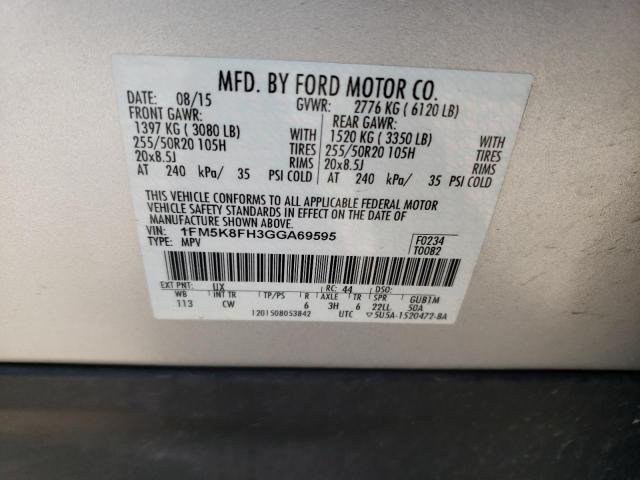 MFD. BY FORD MOTOR CO.
DATE: 08/15 GVWR: 2776 KG ( 6120 LB)
FRONT GAWR: REAR GAWR:
1397 KG ( 3080 LB) WITH 1520 KG ( 3350 LB) WITH
255/50R20 105H TIRES 255/50R20 105H TIRES
20x8.5J RIMS 20x8.5J RIMS
AT 240 kPa/ 35 PSI COLD AT 240 kPa/ 35 PSI COLD
THIS VEHICLE CONFORMS TO ALL APPLICABLE FEDERAL MOTOR
VEHICLE SAFETY STANDARDS IN EFFECT ON THE DATE OF
MANUFACTURE SHOWN ABOVE.
VIN: 1FM5K8FH3GGA69595 F0234
TYPE: MPV T0082
EXT PNT: UX RC: 44 DSO:
WB INT TR TP/PS R AXLE TR SPR GUB1M
113 CW 6 3H 6 22LL 50A
1201508053842 UTC ▽5U5A-1520472-BA